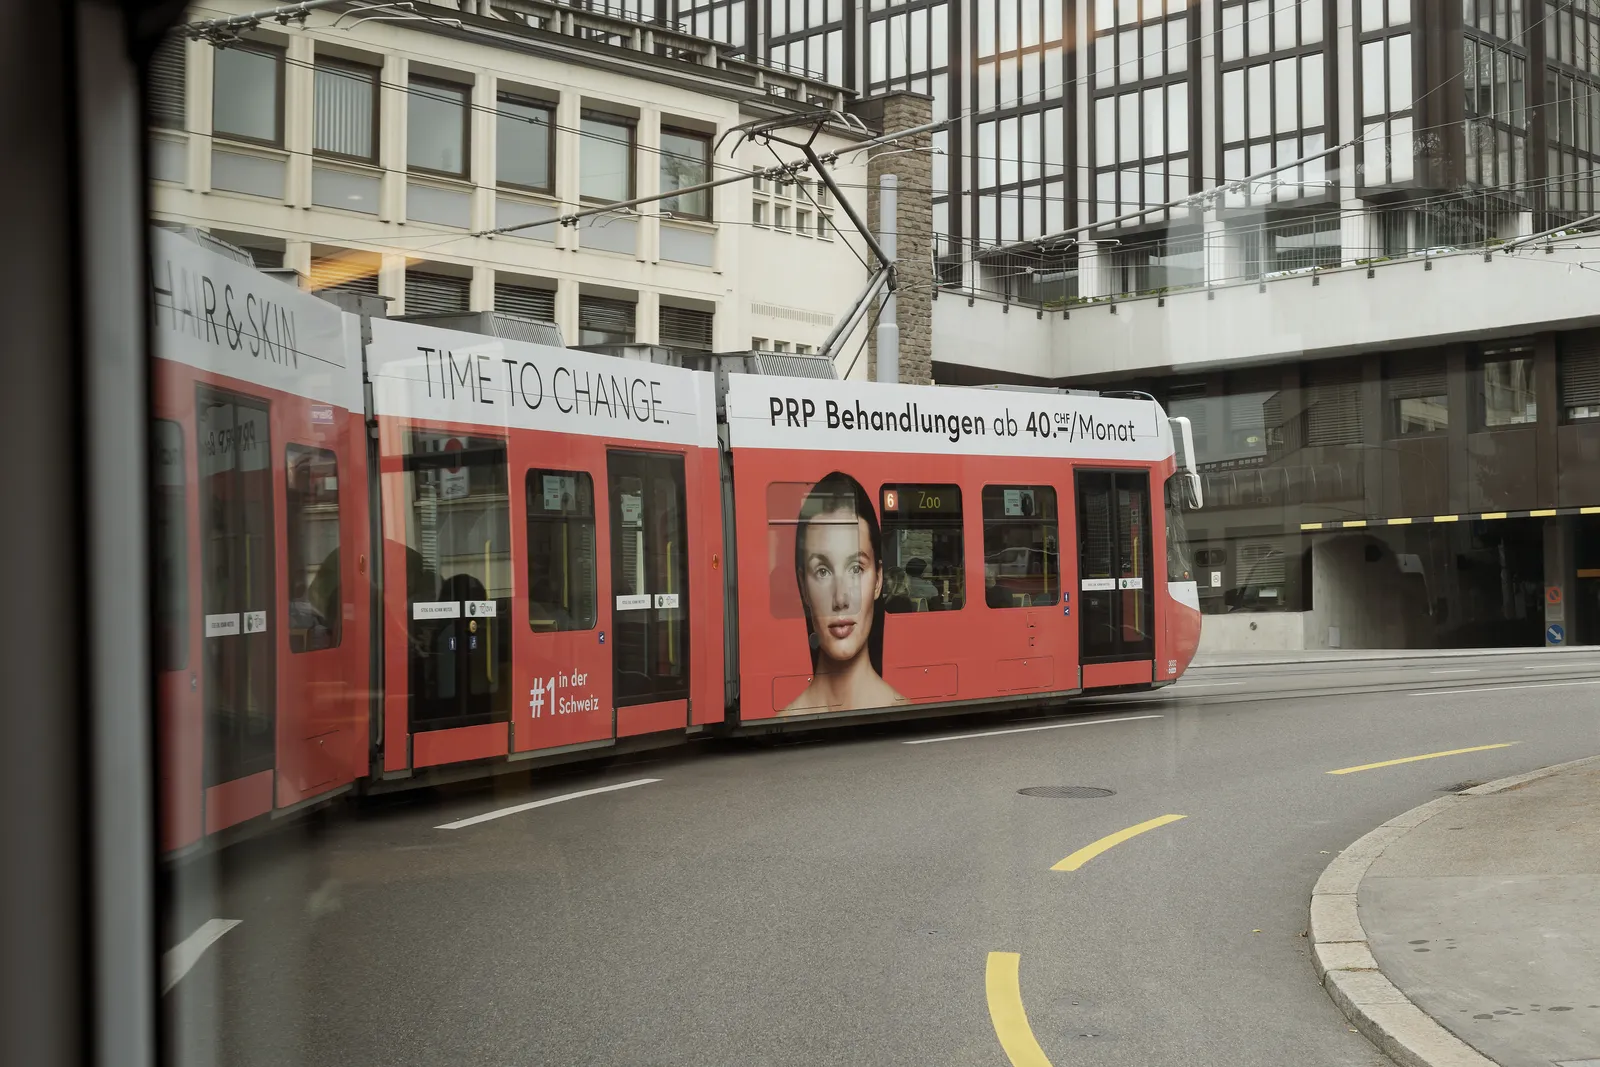 HAIR & SKIN
TIME TO CHANGE.
PRP Behandlungen ab 40.CHF/Monat
6 Zoo
#1 in der
Schweiz